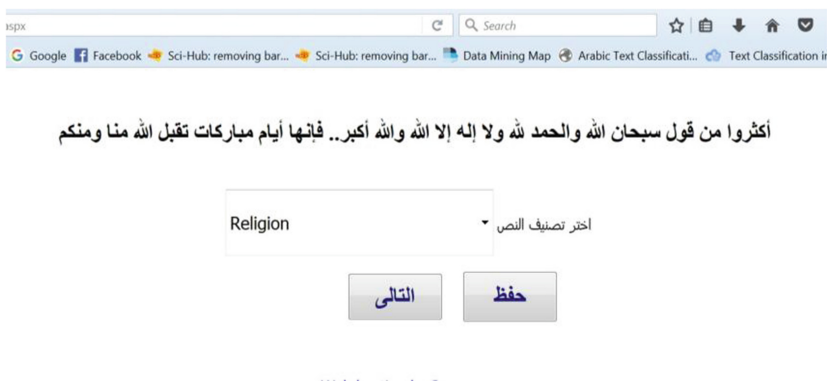 aspx
Search
Google Facebook Sci-Hub: removing bar... Sci-Hub: removing bar... Data Mining Map Arabic Text Classificati... Text Classification i
أكثروا من قول سبحان الله والحمد لله ولا إله إلا الله والله أكبر.. فإنها أيام مباركات تقبل الله منا ومنكم
اختر تصنيف النص Religion
حفظ التالى